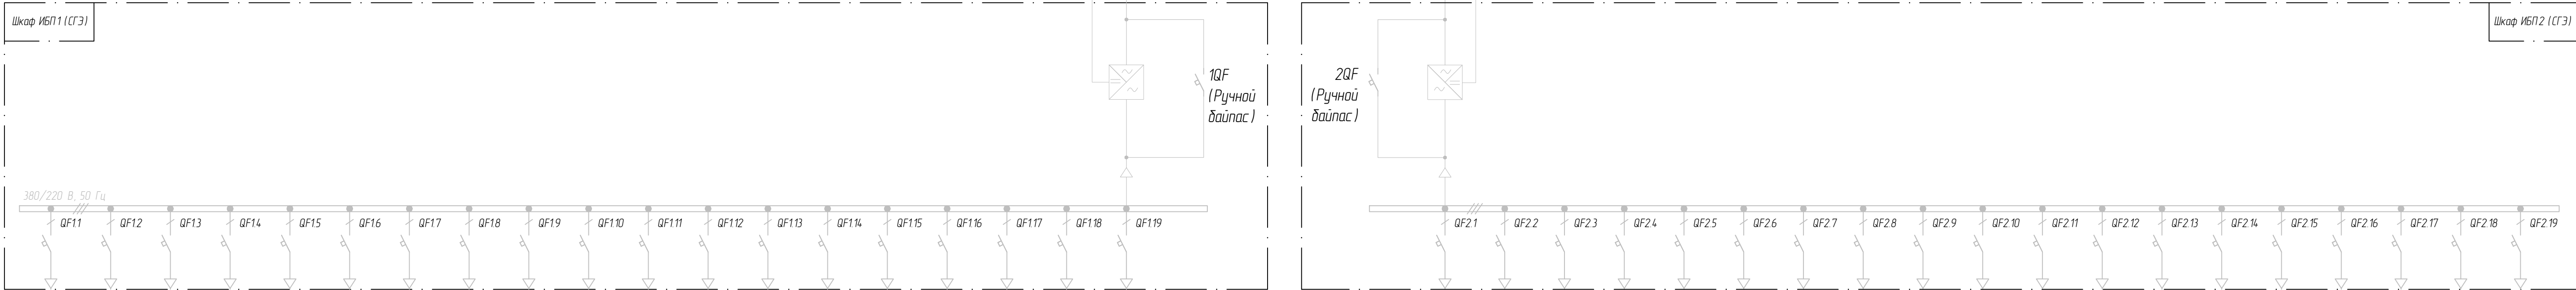 Шкаф ИБП1 (СГЭ)
Шкаф ИБП2 (СГЭ)
1QF
(Ручной
байпас)
2QF
(Ручной
байпас)
380/220 В, 50 Гц
QF1.1 QF1.2 QF1.3 QF1.4 QF1.5 QF1.6 QF1.7 QF1.8 QF1.9 QF1.10 QF1.11 QF1.12 QF1.13 QF1.14 QF1.15 QF1.16 QF1.17 QF1.18 QF1.19
QF2.1 QF2.2 QF2.3 QF2.4 QF2.5 QF2.6 QF2.7 QF2.8 QF2.9 QF2.10 QF2.11 QF2.12 QF2.13 QF2.14 QF2.15 QF2.16 QF2.17 QF2.18 QF2.19